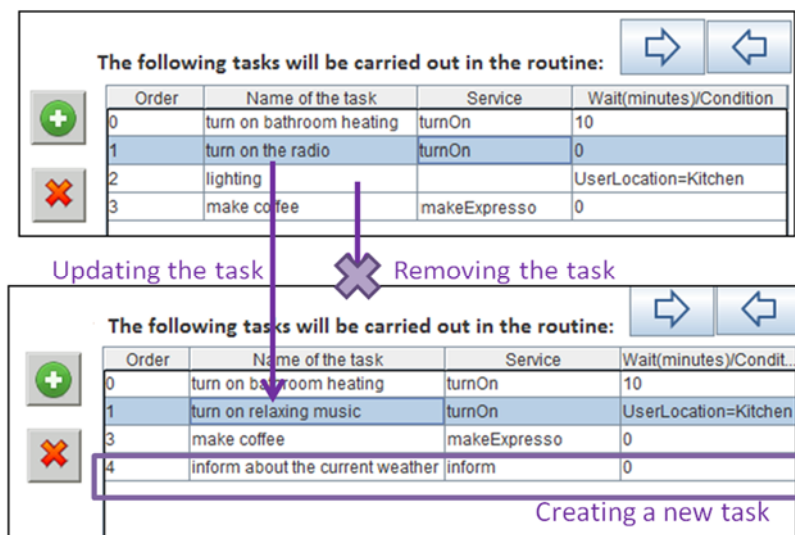 The following tasks will be carried out in the routine:
Order Name of the task Service Wait(minutes)/Condition
0 turn on bathroom heating turnOn 10
1 turn on the radio turnOn 0
2 lighting UserLocation=Kitchen
3 make coffee makeExpresso 0
Updating the task Removing the task
The following tasks will be carried out in the routine:
Order Name of the task Service Wait(minutes)/Condit...
0 turn on bathroom heating turnOn 10
1 turn on relaxing music turnOn UserLocation=Kitchen
3 make coffee makeExpresso 0
4 inform about the current weather inform 0
Creating a new task